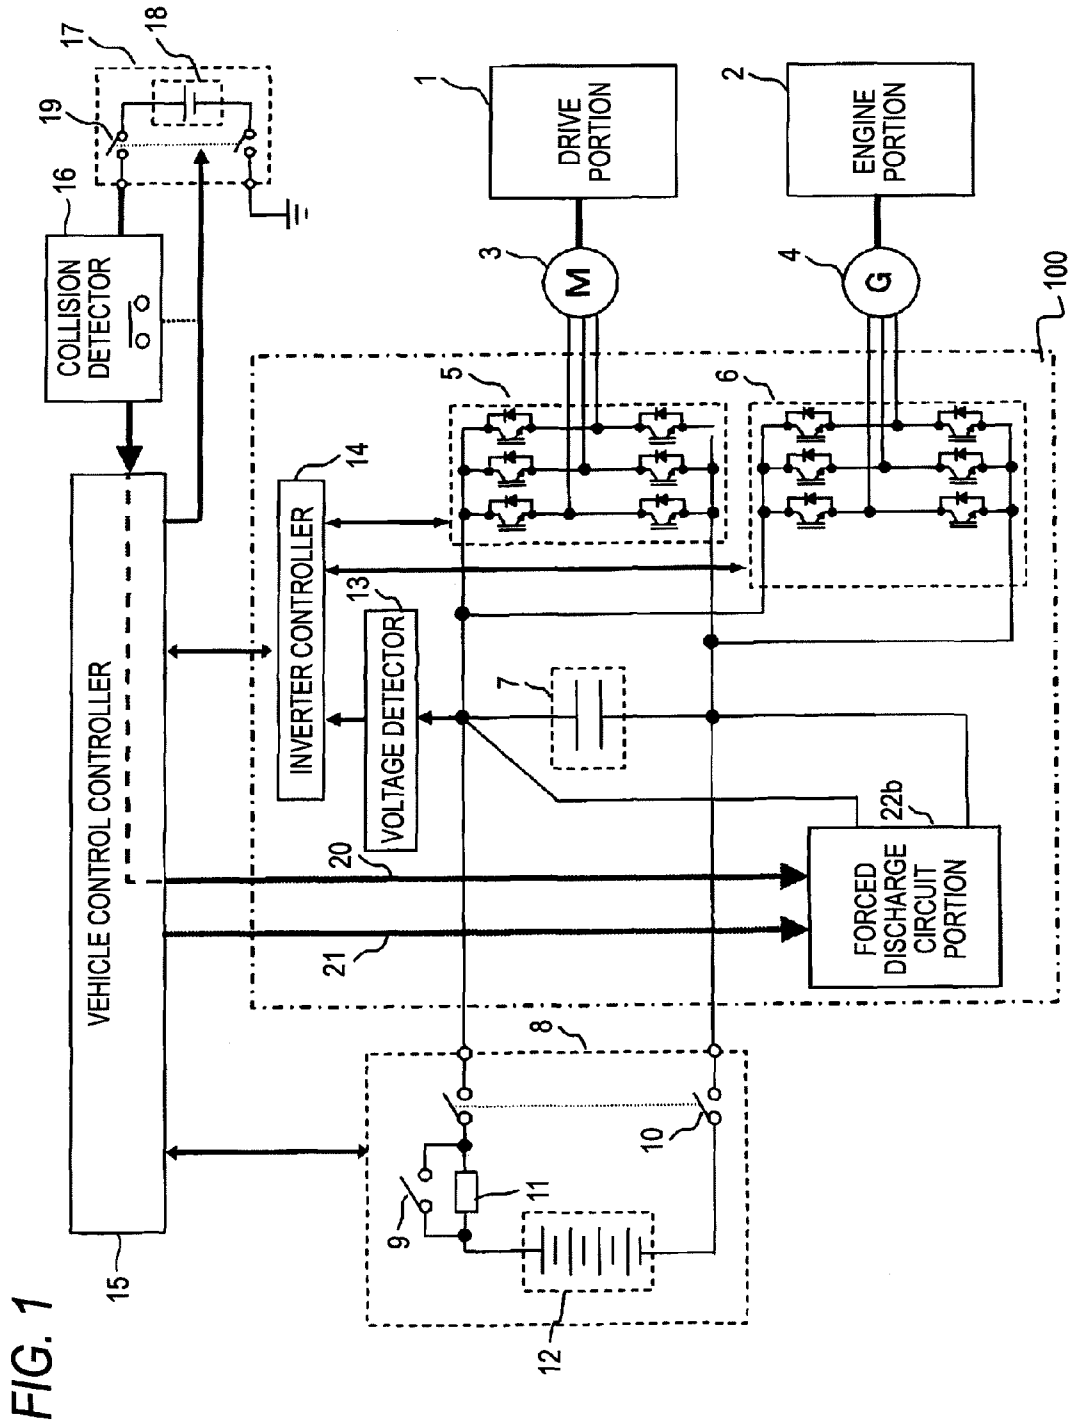 FIG. 1
15
VEHICLE CONTROL CONTROLLER
COLLISION
DETECTOR
16
19
17
18
14
INVERTER CONTROLLER
13
VOLTAGE DETECTOR
20
21
5
6
3
M
4
G
1
DRIVE
PORTION
2
ENGINE
PORTION
100
7
22b
FORCED
DISCHARGE
CIRCUIT
PORTION
8
9
10
11
12